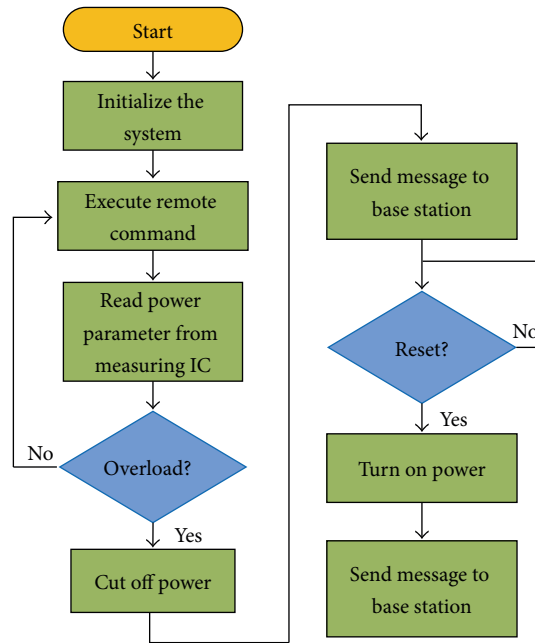 Start
Initialize the
system
Execute remote
command
Read power
parameter from
measuring IC
No
Overload?
Yes
Cut off power
Send message to
base station
Reset?
No
Yes
Turn on power
Send message to
base station